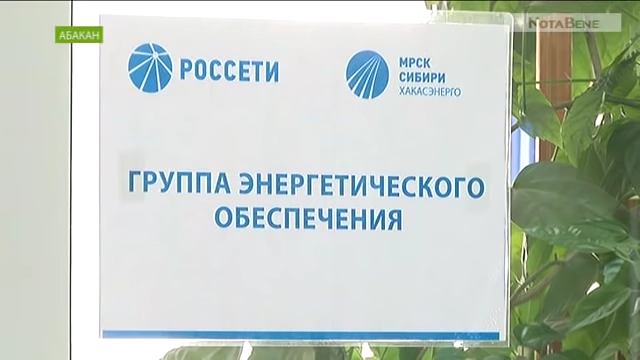 АБАКАН
NOTABENE
РОССЕТИ
МРСК
СИБИРИ
ХАКАСЭНЕРГО
ГРУППА ЭНЕРГЕТИЧЕСКОГО
ОБЕСПЕЧЕНИЯ